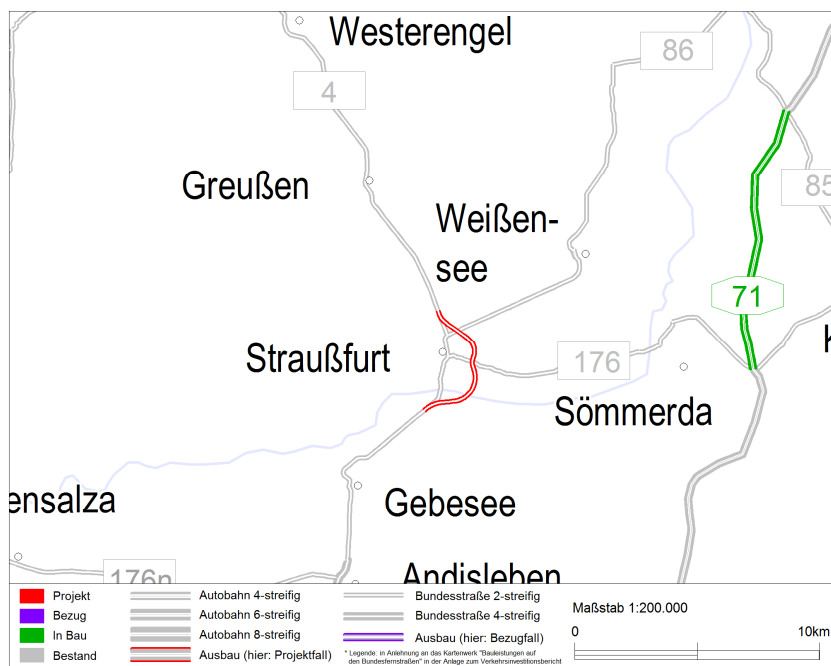 Westerengel
86
4
Greußen
85
Weißen-
see
71
Straußfurt
176
K
Sömmerda
ensalza
Gebesee
Andisleben
176n
Projekt
Bezug
In Bau
Bestand
Autobahn 4-streifig
Autobahn 6-streifig
Autobahn 8-streifig
Ausbau (hier: Projektfall)
Bundesstraße 2-streifig
Bundesstraße 4-streifig
Ausbau (hier: Bezugfall)
* Legende: in Anlehnung an das Kartenwerk "Bauleistungen auf
den Bundesfernstraßen" in der Anlage zum Verkehrsinvestitionsbericht
Maßstab 1:200.000
0 10km